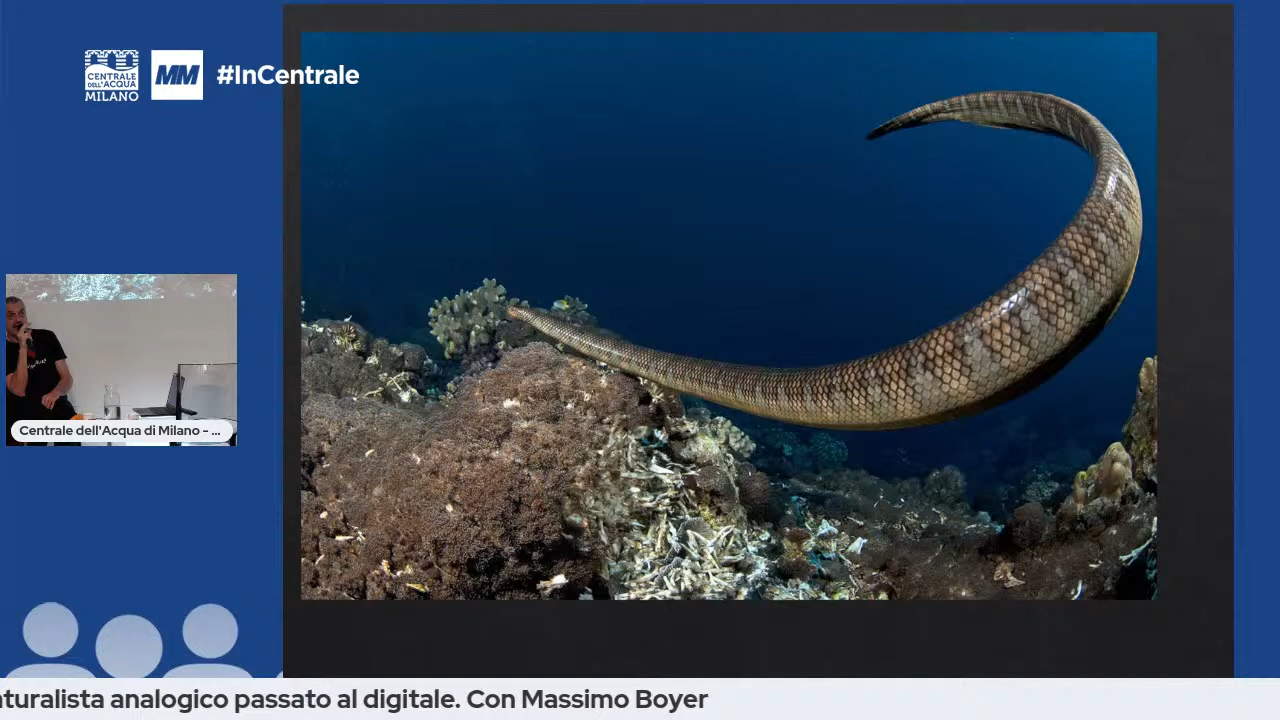 CENTRALE
DELL'ACQUA
MILANO
MM
#InCentrale
Centrale dell'Acqua di Milano - ...
turalista analogico passato al digitale. Con Massimo Boyer